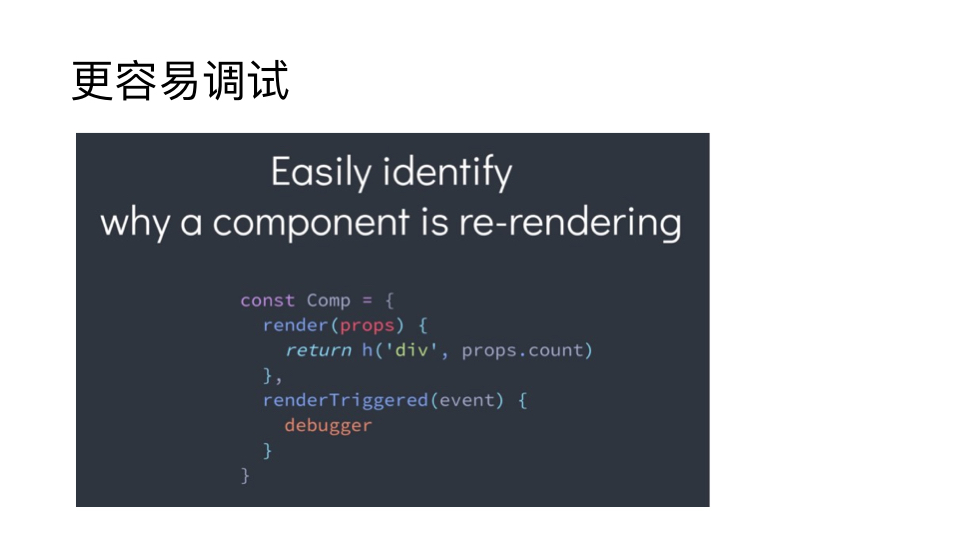 更容易调试
Easily identify
why a component is re-rendering
const Comp = {
  render(props) {
    return h('div', props.count)
  },
  renderTriggered(event) {
    debugger
  }
}